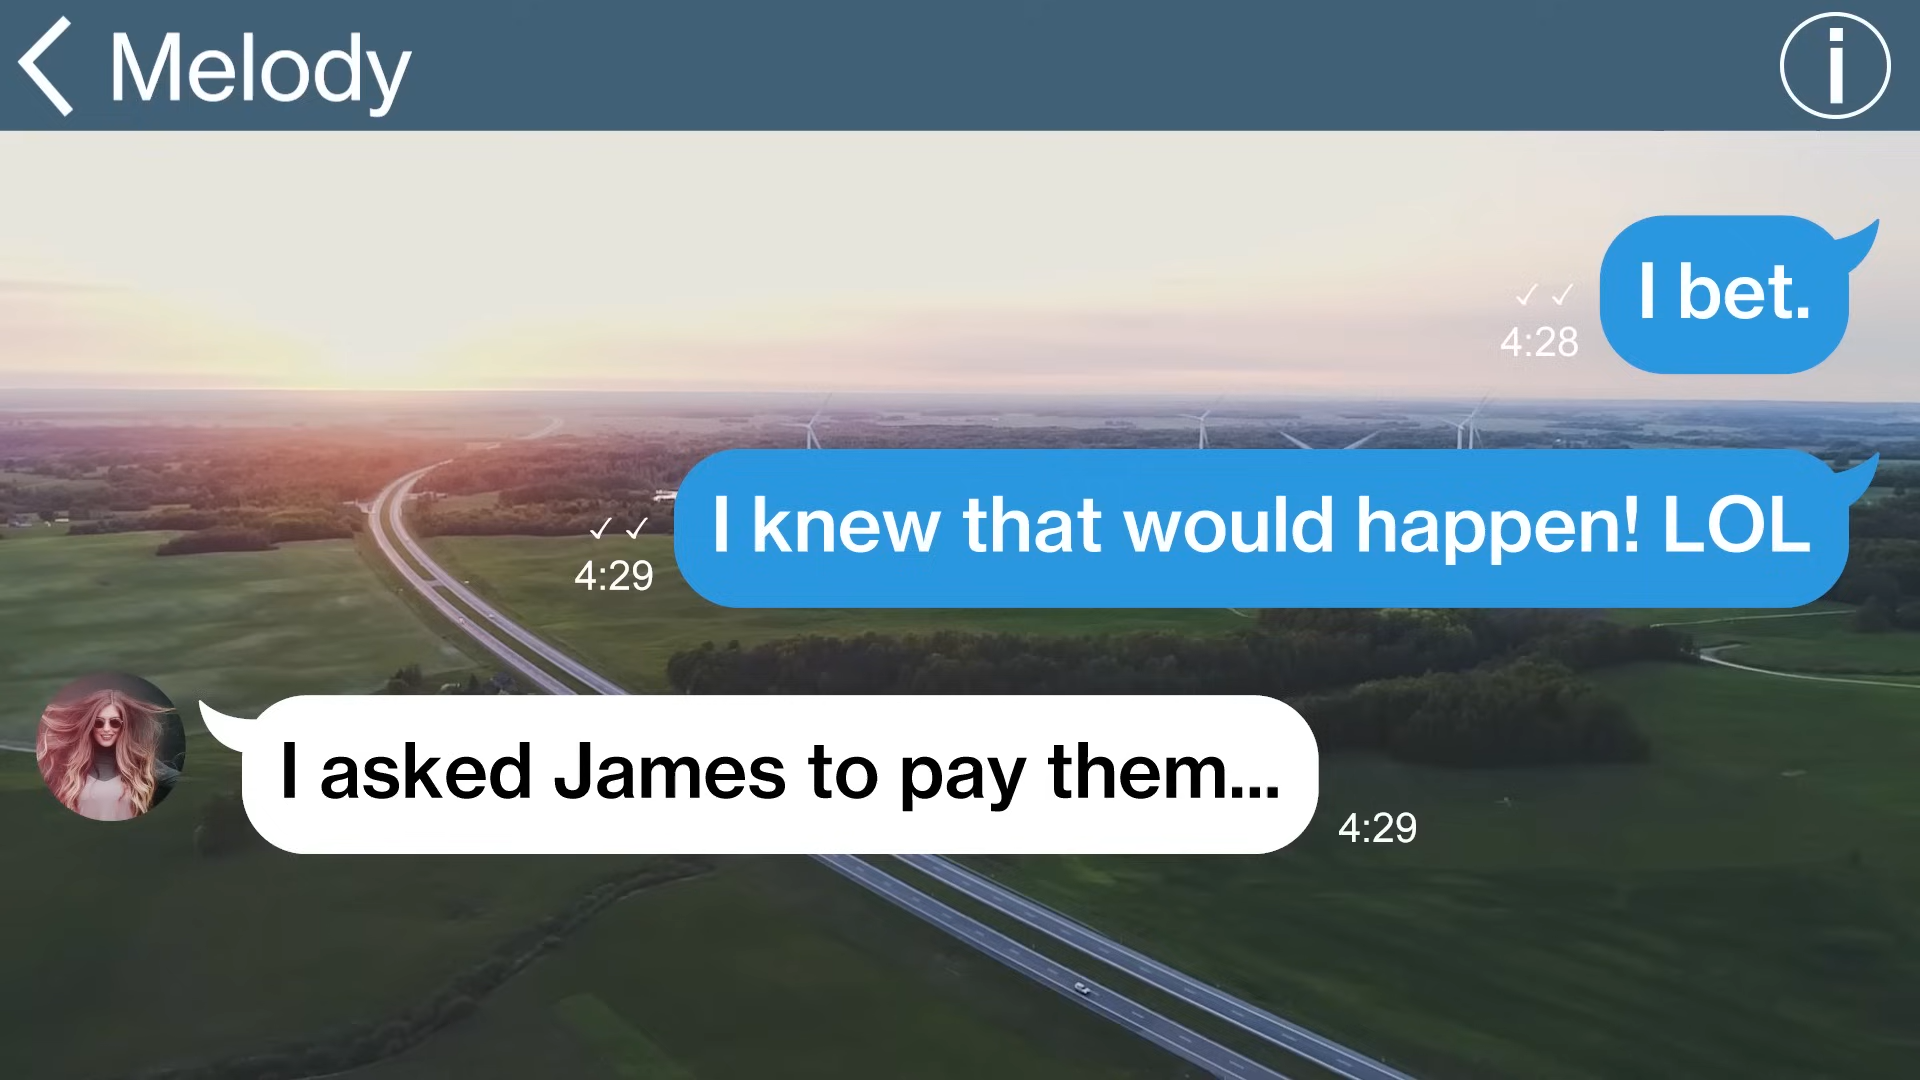 Melody
I bet.
✓ ✓
4:28
I knew that would happen! LOL
✓ ✓
4:29
I asked James to pay them...
4:29